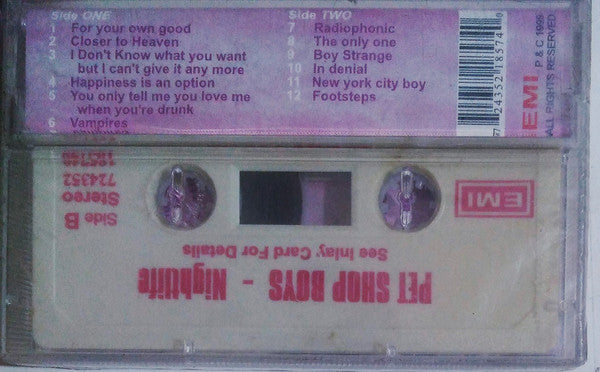 Side ONE
1 For your own good
2 Closer to Heaven
3 I Don't Know what you want
but I can't give it any more
4 Happiness is an option
5 You only tell me you love me
when you're drunk
6 Vampires
Side TWO
7 Radiophonic
8 The only one
9 Boy Strange
10 In denial
11 New york city boy
12 Footsteps
7 24352 18574 0
EMI
P & C 1999
ALL RIGHTS RESERVED
PET SHOP BOYS - Nightlife
See Inlay Card For Details
EMI
Side B
Stereo
724352